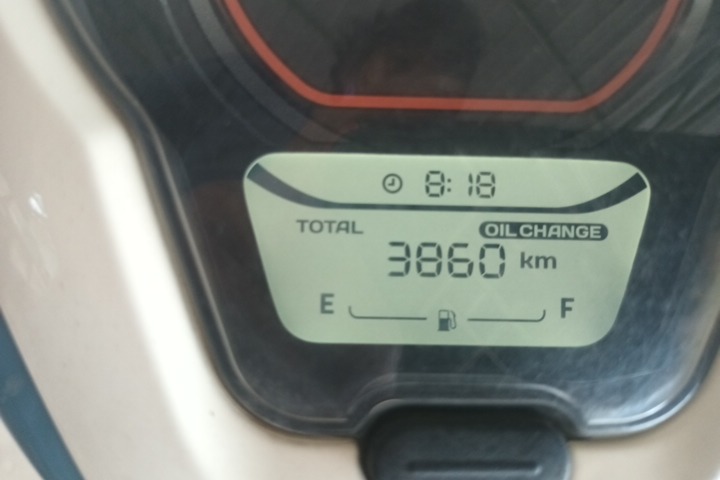 8:18
TOTAL OIL CHANGE
3860 km
E F